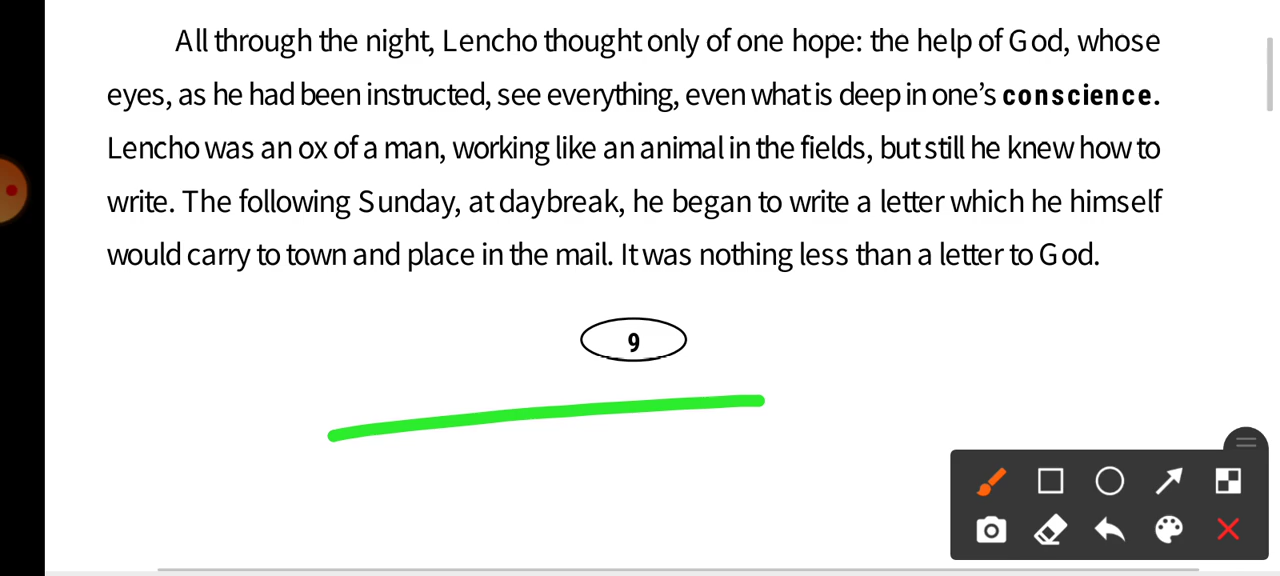 All through the night, Lencho thought only of one hope: the help of God, whose
eyes, as he had been instructed, see everything, even what is deep in one’s conscience.
Lencho was an ox of a man, working like an animal in the fields, but still he knew how to
write. The following Sunday, at daybreak, he began to write a letter which he himself
would carry to town and place in the mail. It was nothing less than a letter to God.
9